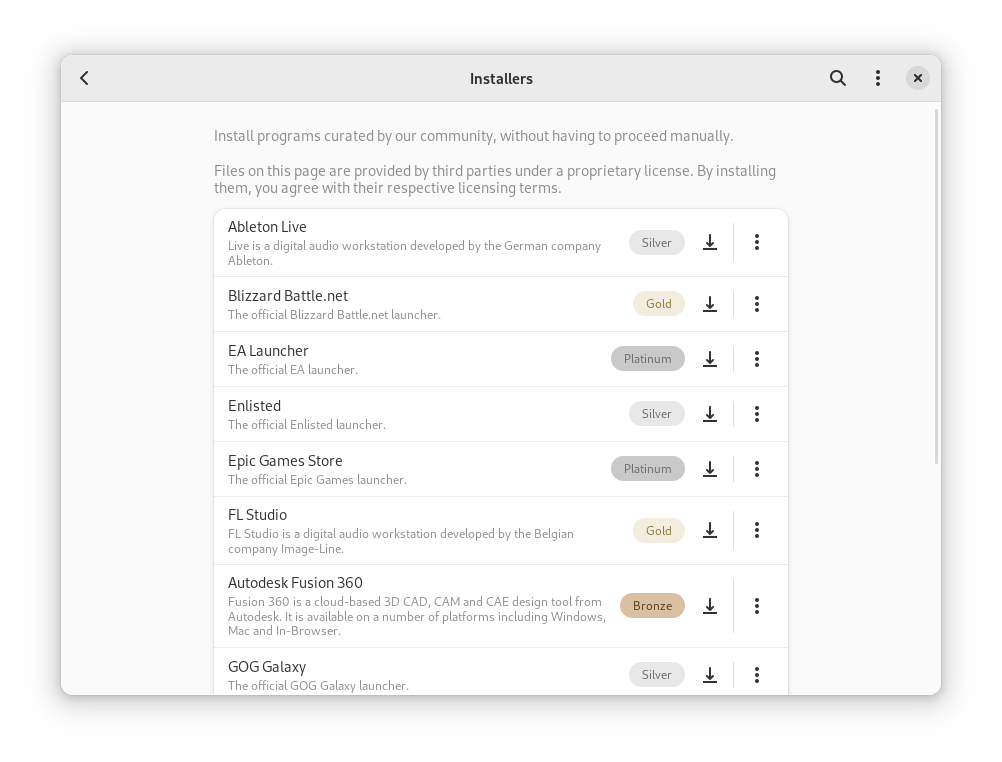 Installers
Install programs curated by our community, without having to proceed manually.
Files on this page are provided by third parties under a proprietary license. By installing
them, you agree with their respective licensing terms.
Ableton Live
Live is a digital audio workstation developed by the German company
Ableton.
Silver
Blizzard Battle.net
The official Blizzard Battle.net launcher.
Gold
EA Launcher
The official EA launcher.
Platinum
Enlisted
The official Enlisted launcher.
Silver
Epic Games Store
The official Epic Games launcher.
Platinum
FL Studio
FL Studio is a digital audio workstation developed by the Belgian
company Image-Line.
Gold
Autodesk Fusion 360
Fusion 360 is a cloud-based 3D CAD, CAM and CAE design tool from
Autodesk. It is available on a number of platforms including Windows,
Mac and In-Browser.
Bronze
GOG Galaxy
The official GOG Galaxy launcher.
Silver